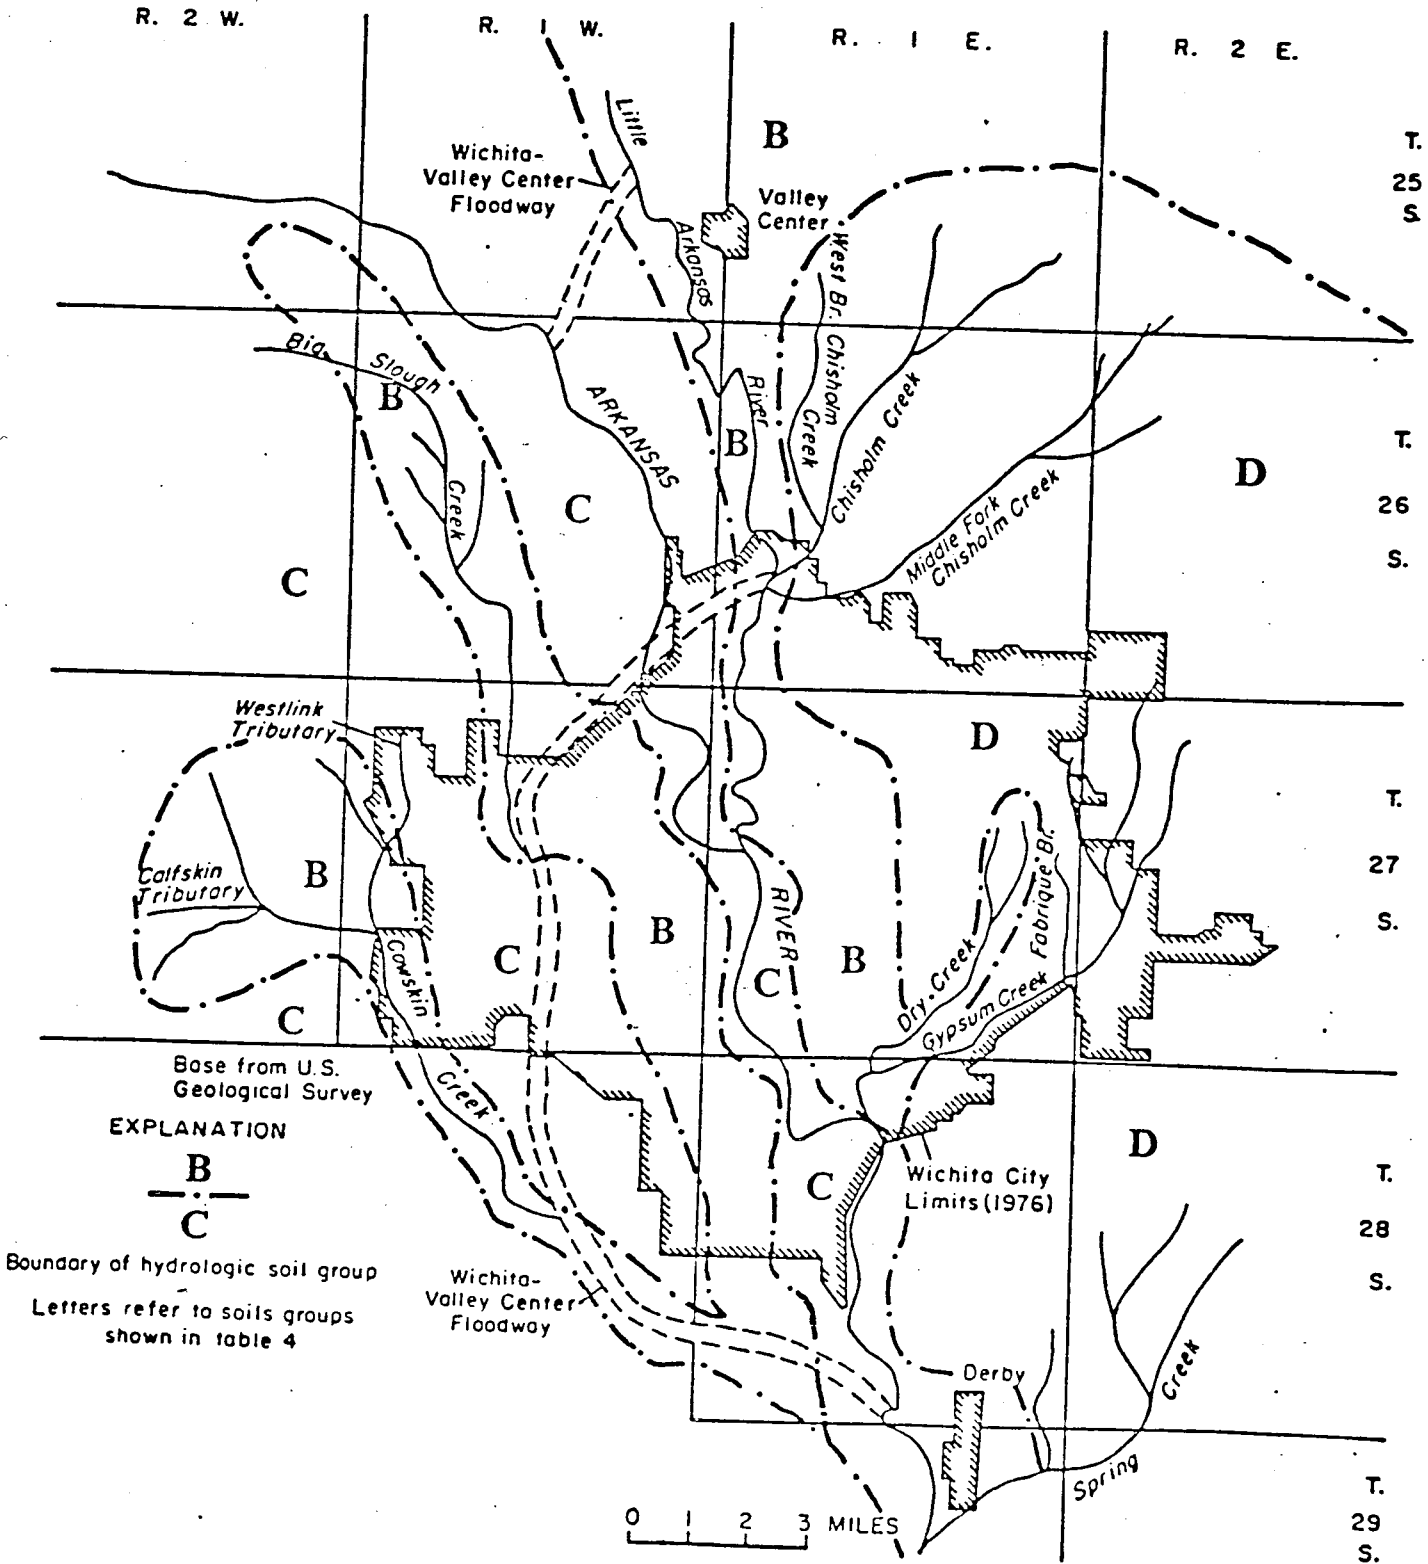 R. 2 W.
R. 1 W.
R. 1 E.
R. 2 E.
T.
25
S.
Little
B
Wichita-
Valley Center
Floodway
Valley
Center
Arkansas
River
West Br. Chisholm
Creek
Big Slough
Creek
B
ARKANSAS
B
Chisholm Creek
Middle Fork
Chisholm Creek
D
T.
26
S.
C
C
Westlink
Tributary
D
T.
27
S.
Calfskin
Tributary
B
Cowskin
Creek
C
B
RIVER
C
B
Dry Creek
Fabrique Br.
Gypsum Creek
C
Base from U.S.
Geological Survey
EXPLANATION
B
C
Boundary of hydrologic soil group
Letters refer to soils groups
shown in table 4
Wichita-
Valley Center
Floodway
C
Wichita City
Limits (1976)
D
T.
28
S.
Derby
Spring
Creek
0 1 2 3 MILES
T.
29
S.